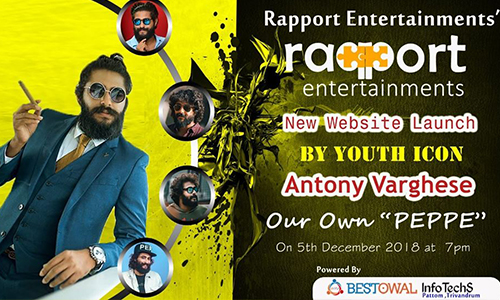 Rapport Entertainments'
rapport
entertainments
New Website Launch
BY YOUTH ICON
Antony Varghese
Our Own "PEPPE"
On 5th December 2018 at 7pm
Powered By
BESTOWAL InfoTechS
Pattom, Trivandrum
PEI